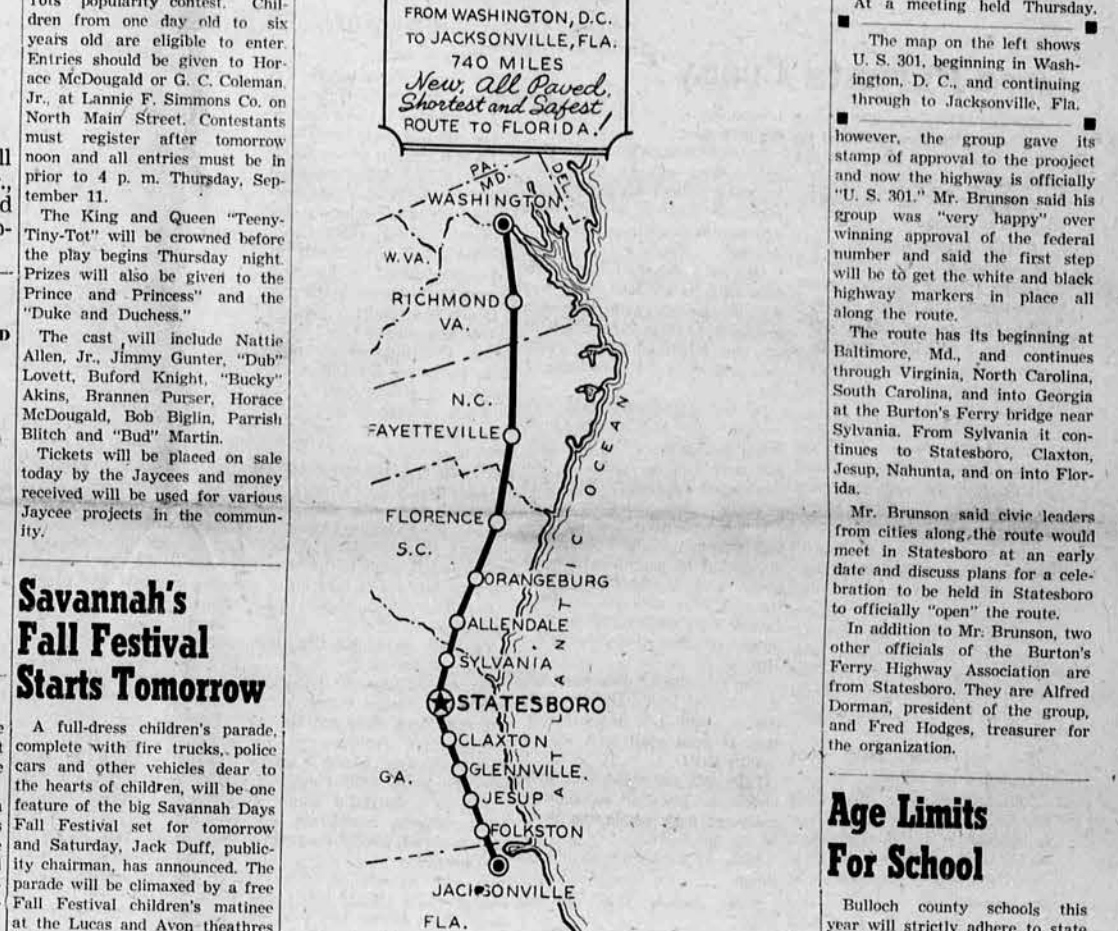 Tots" popularity contest. Chil-
dren from one day old to six
years old are eligible to enter.
Entries should be given to Hor-
ace McDougald or G. C. Coleman,
Jr., at Lannie F. Simmons Co. on
North Main Street. Contestants
must register after tomorrow
noon and all entries must be in
prior to 4 p. m. Thursday, Sep-
tember 11.
The King and Queen "Teeny-
Tiny-Tot" will be crowned before
the play begins Thursday night.
Prizes will also be given to the
Prince and Princess" and the
"Duke and Duchess."
The cast will include Nattie
Allen, Jr., Jimmy Gunter, "Dub"
Lovett, Buford Knight, "Bucky"
Akins, Brannen Purser, Horace
McDougald, Bob Biglin, Parrish
Blitch and "Bud" Martin.
Tickets will be placed on sale
today by the Jaycees and money
received will be used for various
Jaycee projects in the commun-
ity.
Savannah's
Fall Festival
Starts Tomorrow
A full-dress children's parade,
complete with fire trucks, police
cars and other vehicles dear to
the hearts of children, will be one
feature of the big Savannah Days
Fall Festival set for tomorrow
and Saturday, Jack Duff, public-
ity chairman, has announced. The
parade will be climaxed by a free
Fall Festival children's matinee
at the Lucas and Avon theathres
FROM WASHINGTON, D.C.
TO JACKSONVILLE, FLA.
740 MILES
New, All Paved,
Shortest and Safest
ROUTE TO FLORIDA!
PA.
MD.
DEL.
WASHINGTON
W.VA.
RICHMOND
VA.
N.C.
FAYETTEVILLE
FLORENCE
S.C.
ORANGEBURG
ALLENDALE
SYLVANIA
STATESBORO
CLAXTON
GLENNVILLE
GA.
JESUP
FOLKSTON
JACKSONVILLE
FLA.
ATLANTIC OCEAN
At a meeting held Thursday,
The map on the left shows
U. S. 301, beginning in Wash-
ington, D. C., and continuing
through to Jacksonville, Fla.
however, the group gave its
stamp of approval to the prooject
and now the highway is officially
"U. S. 301." Mr. Brunson said his
group was "very happy" over
winning approval of the federal
number and said the first step
will be to get the white and black
highway markers in place all
along the route.
The route has its beginning at
Baltimore, Md., and continues
through Virginia, North Carolina,
South Carolina, and into Georgia
at the Burton's Ferry bridge near
Sylvania. From Sylvania it con-
tinues to Statesboro, Claxton,
Jesup, Nahunta, and on into Flor-
ida.
Mr. Brunson said civic leaders
from cities along the route would
meet in Statesboro at an early
date and discuss plans for a cele-
bration to be held in Statesboro
to officially "open" the route.
In addition to Mr. Brunson, two
other officials of the Burton's
Ferry Highway Association are
from Statesboro. They are Alfred
Dorman, president of the group,
and Fred Hodges, treasurer for
the organization.
Age Limits
For School
Bulloch county schools this
year will strictly adhere to state